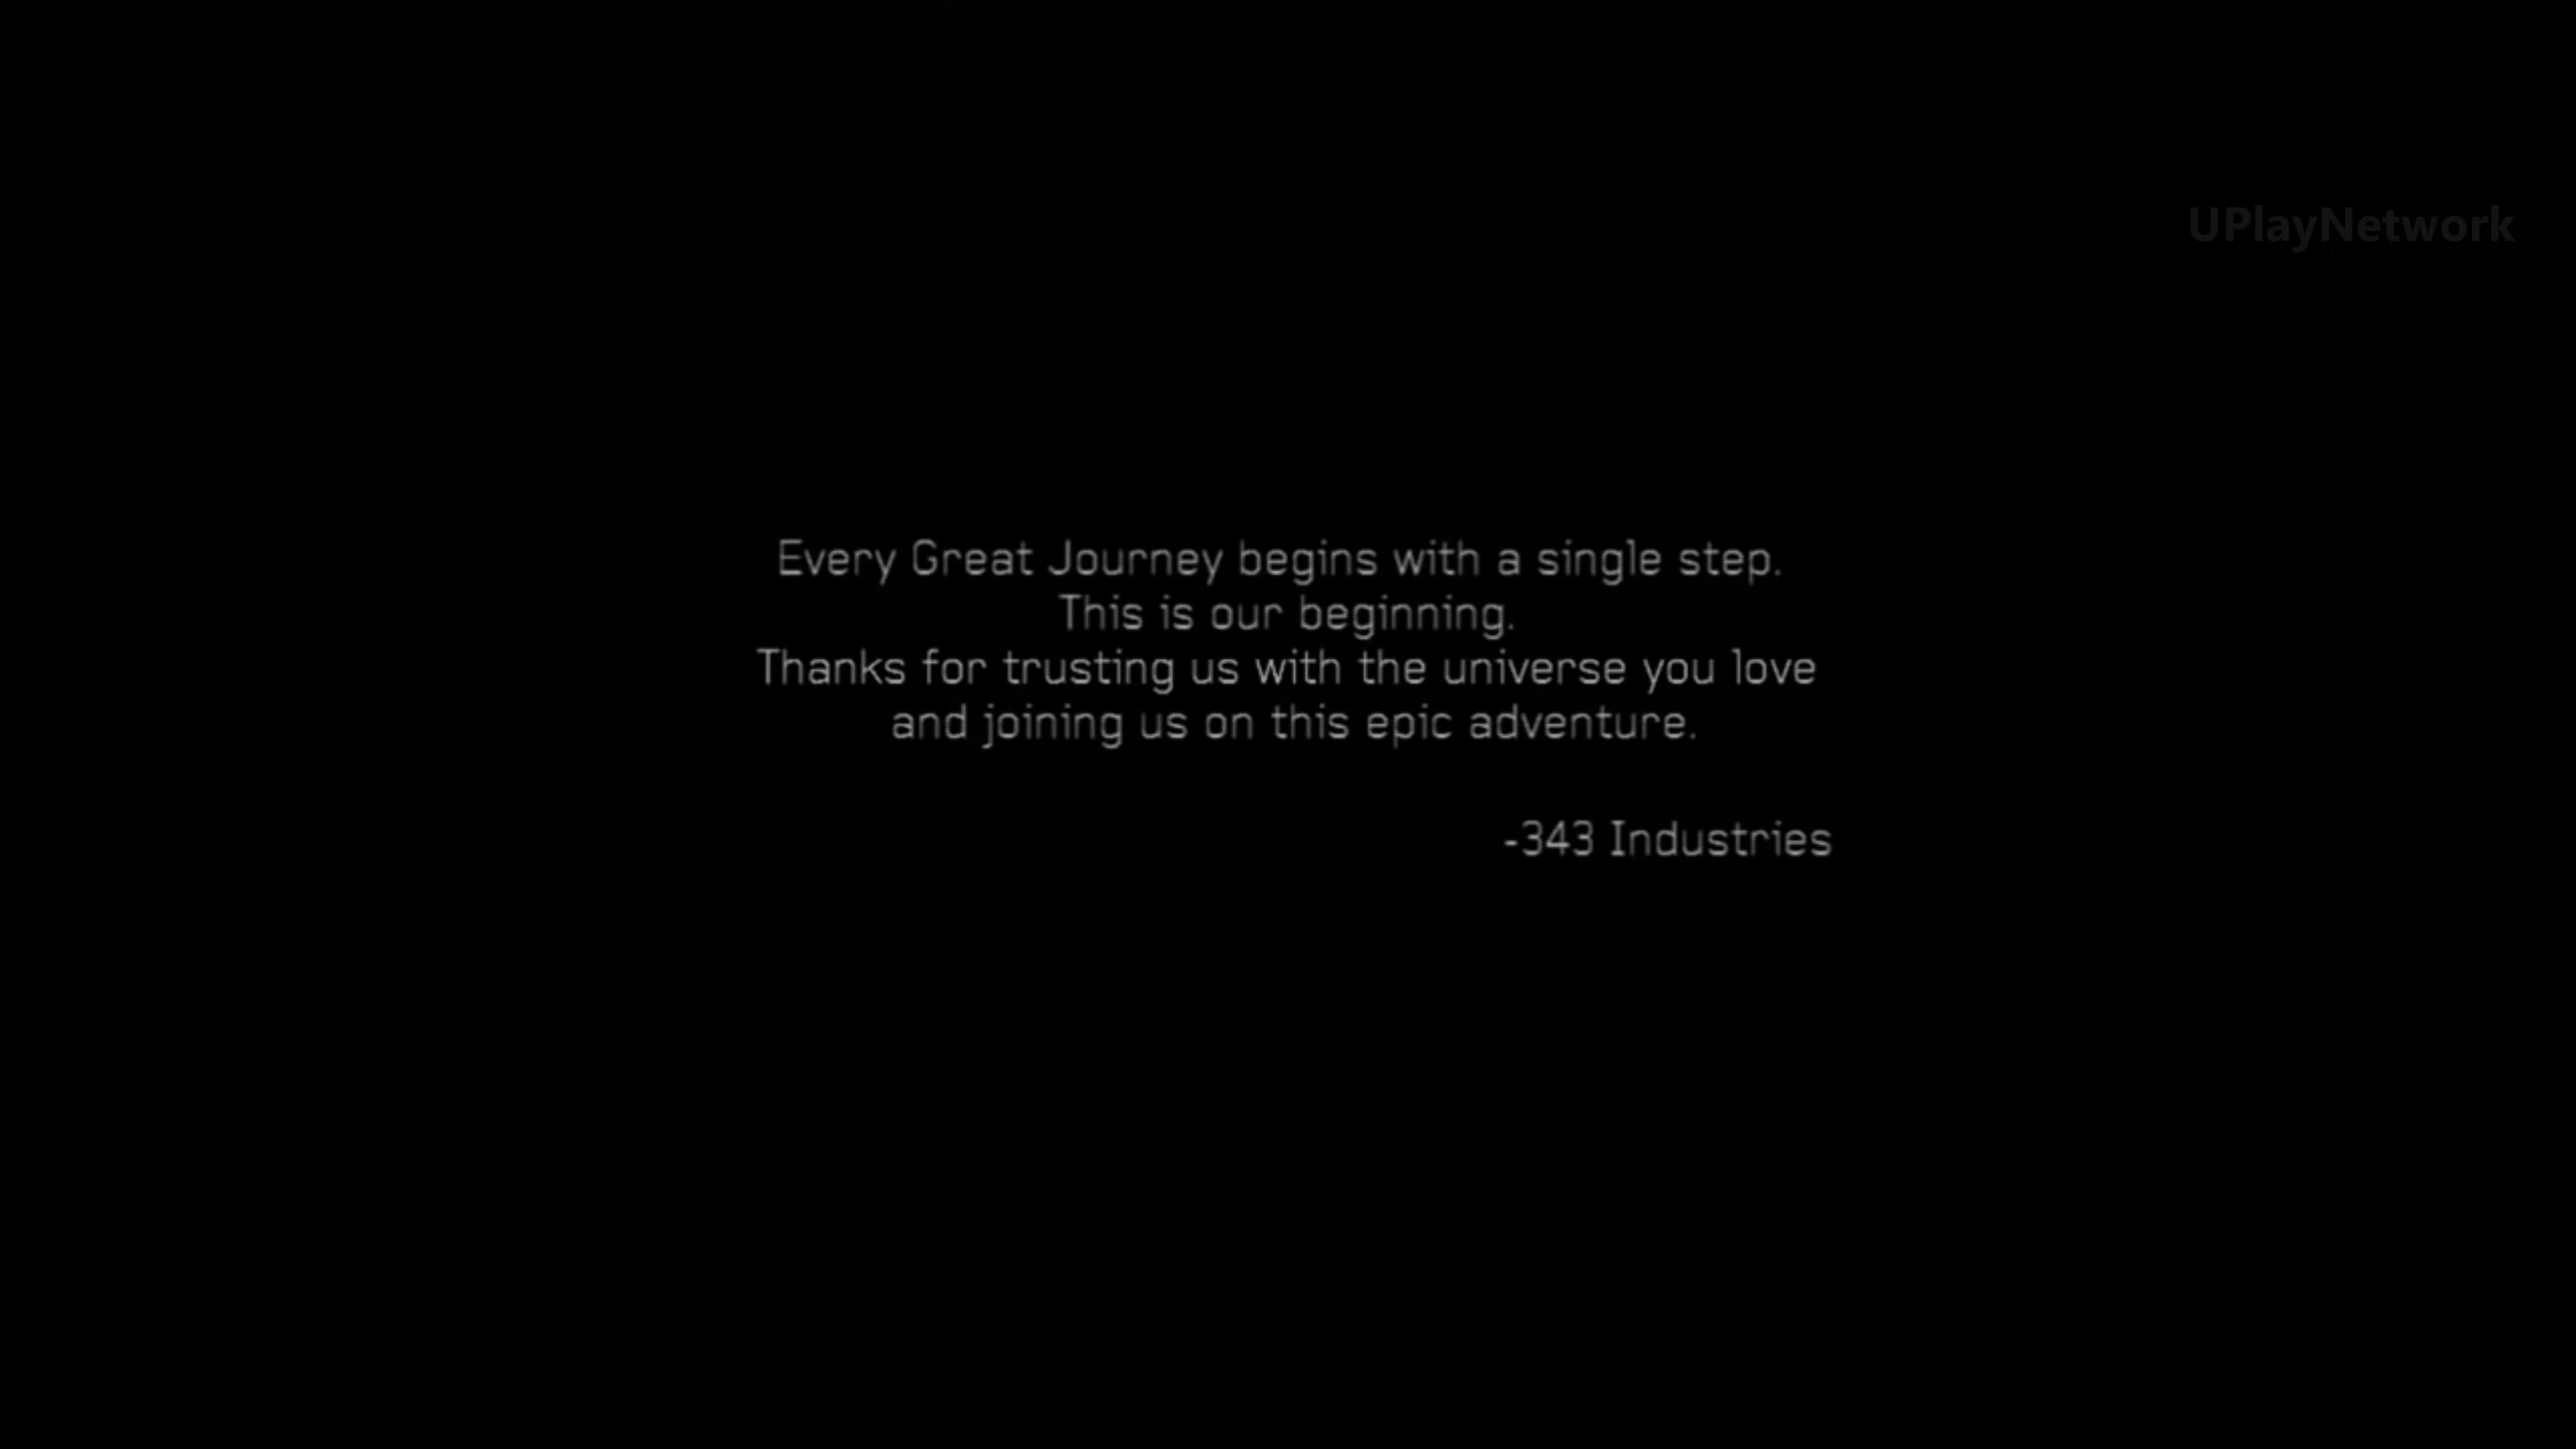 UPlayNetwork
Every Great Journey begins with a single step.
This is our beginning.
Thanks for trusting us with the universe you love
and joining us on this epic adventure.
-343 Industries